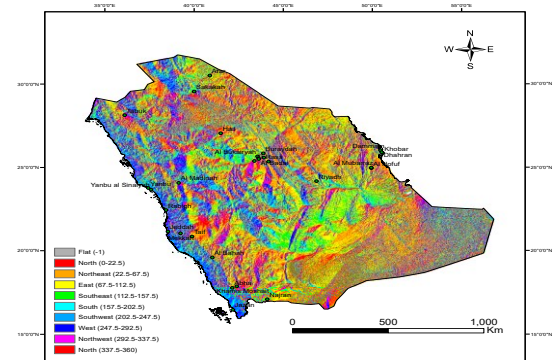 35°0'0"E 40°0'0"E 45°0'0"E 50°0'0"E 55°0'0"E
N
W E
S
30°0'0"N 30°0'0"N
Arar
Sakakah
Tabuk
Hail
Buraydah
Dammam
Khobar
Dhahran
Hofuf
25°0'0"N 25°0'0"N
Riyadh
Al Madinah
Yanbu al Sinaiyah Yanbu
Rabigh
Jeddah
Taif
20°0'0"N 20°0'0"N
Al Bahah
Abha
Khamis Mushait
Najran
Jazan
15°0'0"N 15°0'0"N
Flat (-1)
North (0-22.5)
Northeast (22.5-67.5)
East (67.5-112.5)
Southeast (112.5-157.5)
South (157.5-202.5)
Southwest (202.5-247.5)
West (247.5-292.5)
Northwest (292.5-337.5)
North (337.5-360)
0 500 1,000
Km